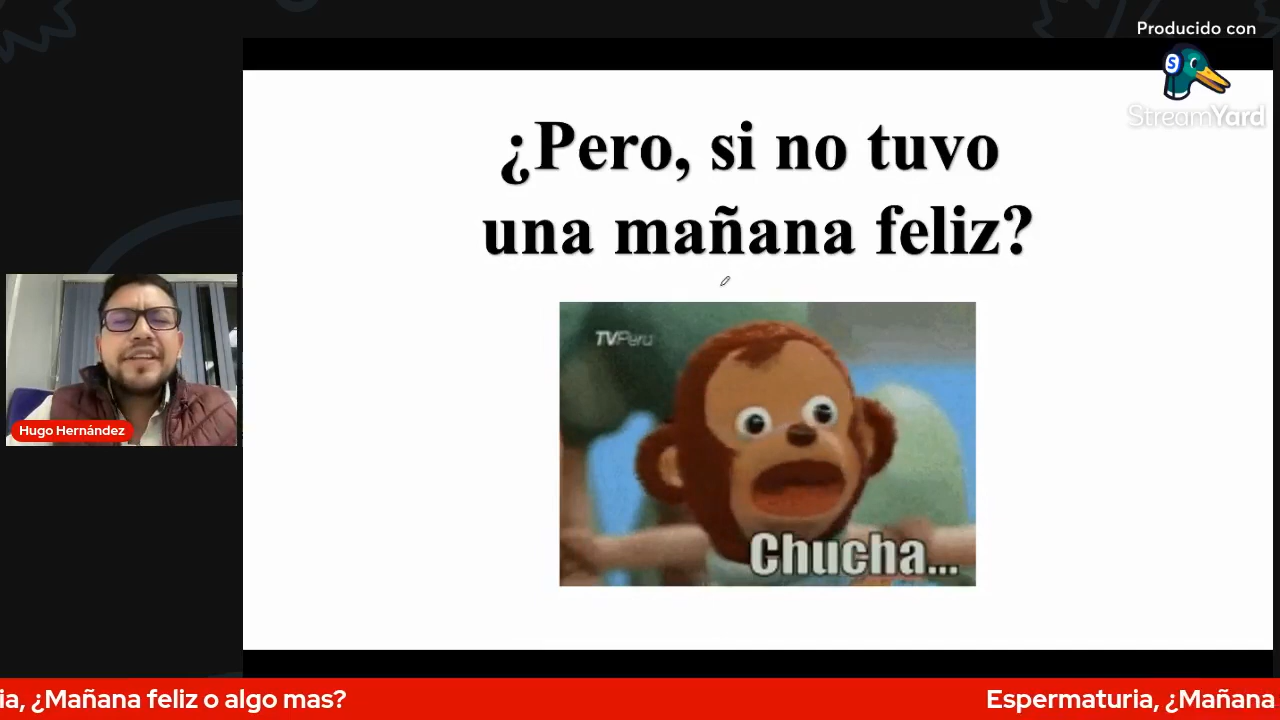 Producido con
StreamYard
¿Pero, si no tuvo
una mañana feliz?
TVPerú
Chucha...
Hugo Hernández
ia, ¿Mañana feliz o algo mas?
Espermaturia, ¿Mañana